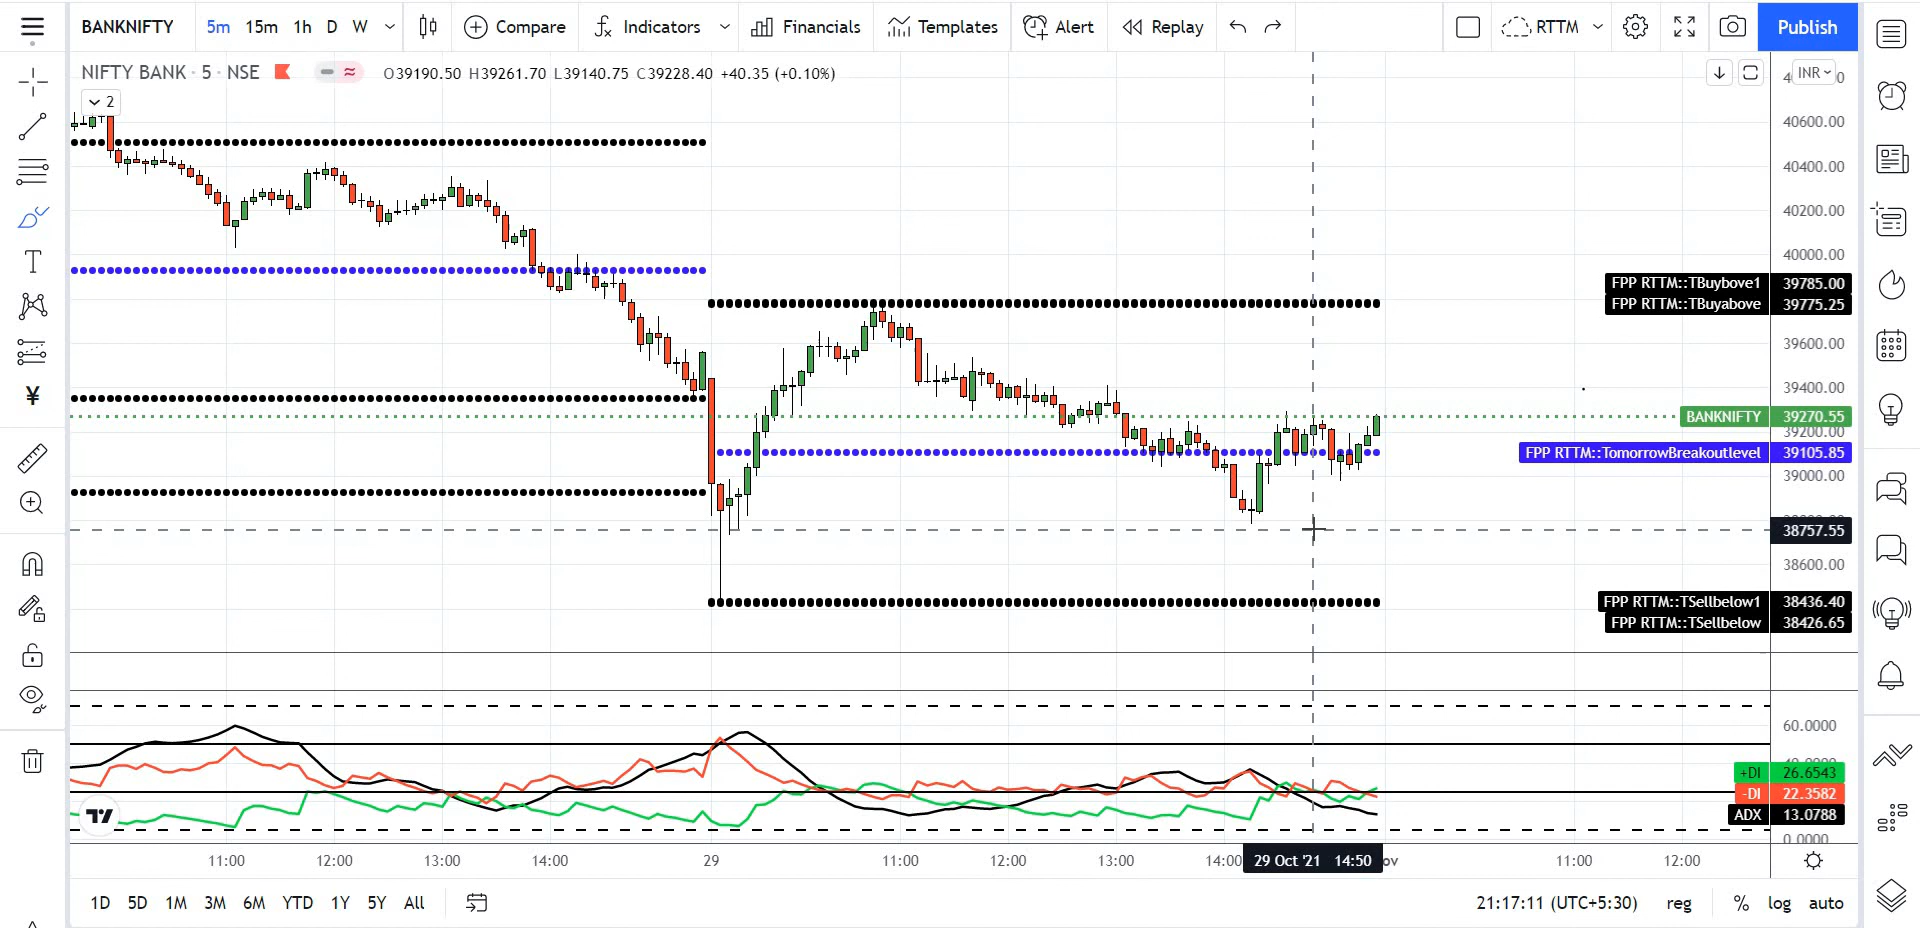 BANKNIFTY 5m 15m 1h D W Compare Indicators Financials Templates Alert Replay RTTM Publish
NIFTY BANK · 5 · NSE O39190.50 H39261.70 L39140.75 C39228.40 +40.35 (+0.10%)
INR
2
40600.00
40400.00
40200.00
40000.00
FPP RTTM::TBuybove1 39785.00
FPP RTTM::TBuyabove 39775.25
39600.00
39400.00
BANKNIFTY 39270.55
39200.00
FPP RTTM::TomorrowBreakoutlevel 39105.85
39000.00
38757.55
38600.00
FPP RTTM::TSellbelow1 38436.40
FPP RTTM::TSellbelow 38426.65
60.0000
+DI 26.6543
-DI 22.3582
ADX 13.0788
0.0000
11:00 12:00 13:00 14:00 29 11:00 12:00 13:00 14:00 29 Oct '21 14:50 ov 11:00 12:00
1D 5D 1M 3M 6M YTD 1Y 5Y All 21:17:11 (UTC+5:30) reg % log auto